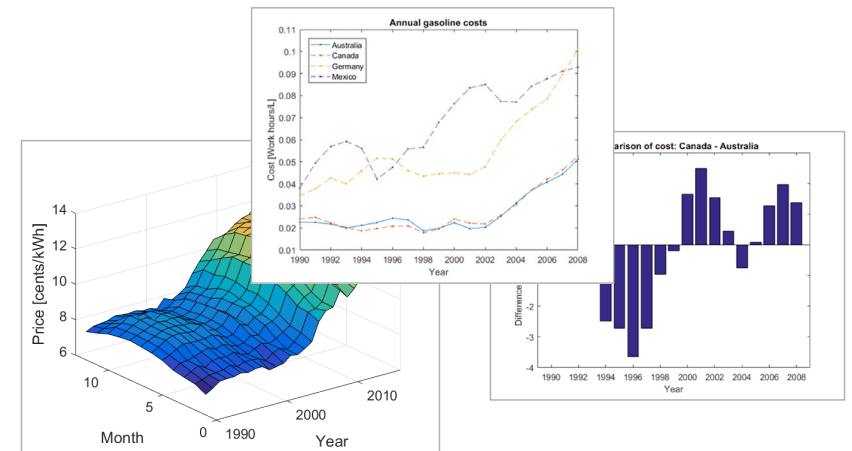 Annual gasoline costs
0.11
0.1
0.09
0.08
0.07
0.06
0.05
0.04
0.03
0.02
0.01
Cost [Work hours/L]
Australia
Canada
Germany
Mexico
1990 1992 1994 1996 1998 2000 2002 2004 2006 2008
Year
14
12
10
8
6
Price [cents/kWh]
10
5
0
Month
1990
2000
2010
Year
Canada - Australia
of cost:
-2
-3
-4
Difference
1990 1992 1994 1996 1998 2000 2002 2004 2006 2008
Year